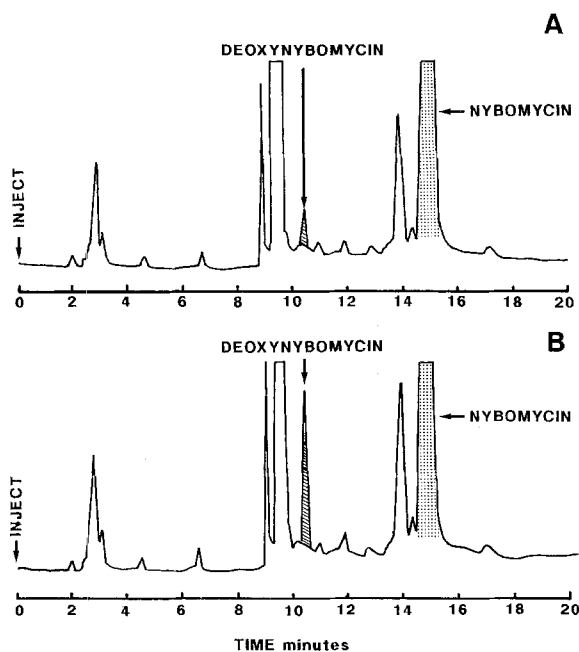 A
DEOXYNYBOMYCIN
NYBOMYCIN
INJECT
0 2 4 6 8 10 12 14 16 18 20
B
DEOXYNYBOMYCIN
NYBOMYCIN
INJECT
0 2 4 6 8 10 12 14 16 18 20
TIME minutes